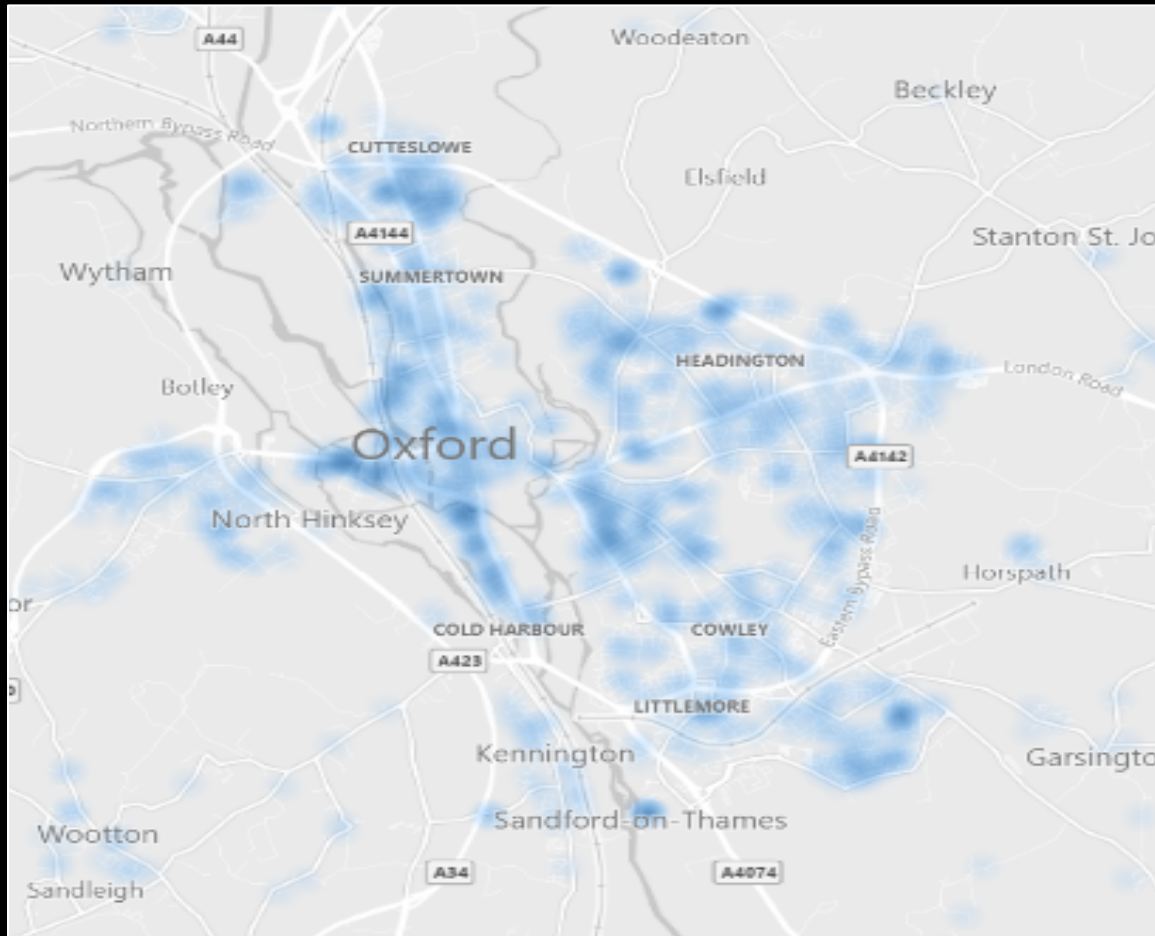 A44
Woodeaton
Beckley
Northern Bypass Road
CUTTESLOWE
Elsfield
A4144
Stanton St. Jo
Wytham
SUMMERTOWN
HEADINGTON
London Road
Botley
Oxford
A4142
North Hinksey
Eastern Bypass Road
Horspath
or
COLD HARBOUR
COWLEY
A423
LITTLEMORE
Kennington
Garsingto
Sandford-on-Thames
Wootton
A34
A4074
Sandleigh